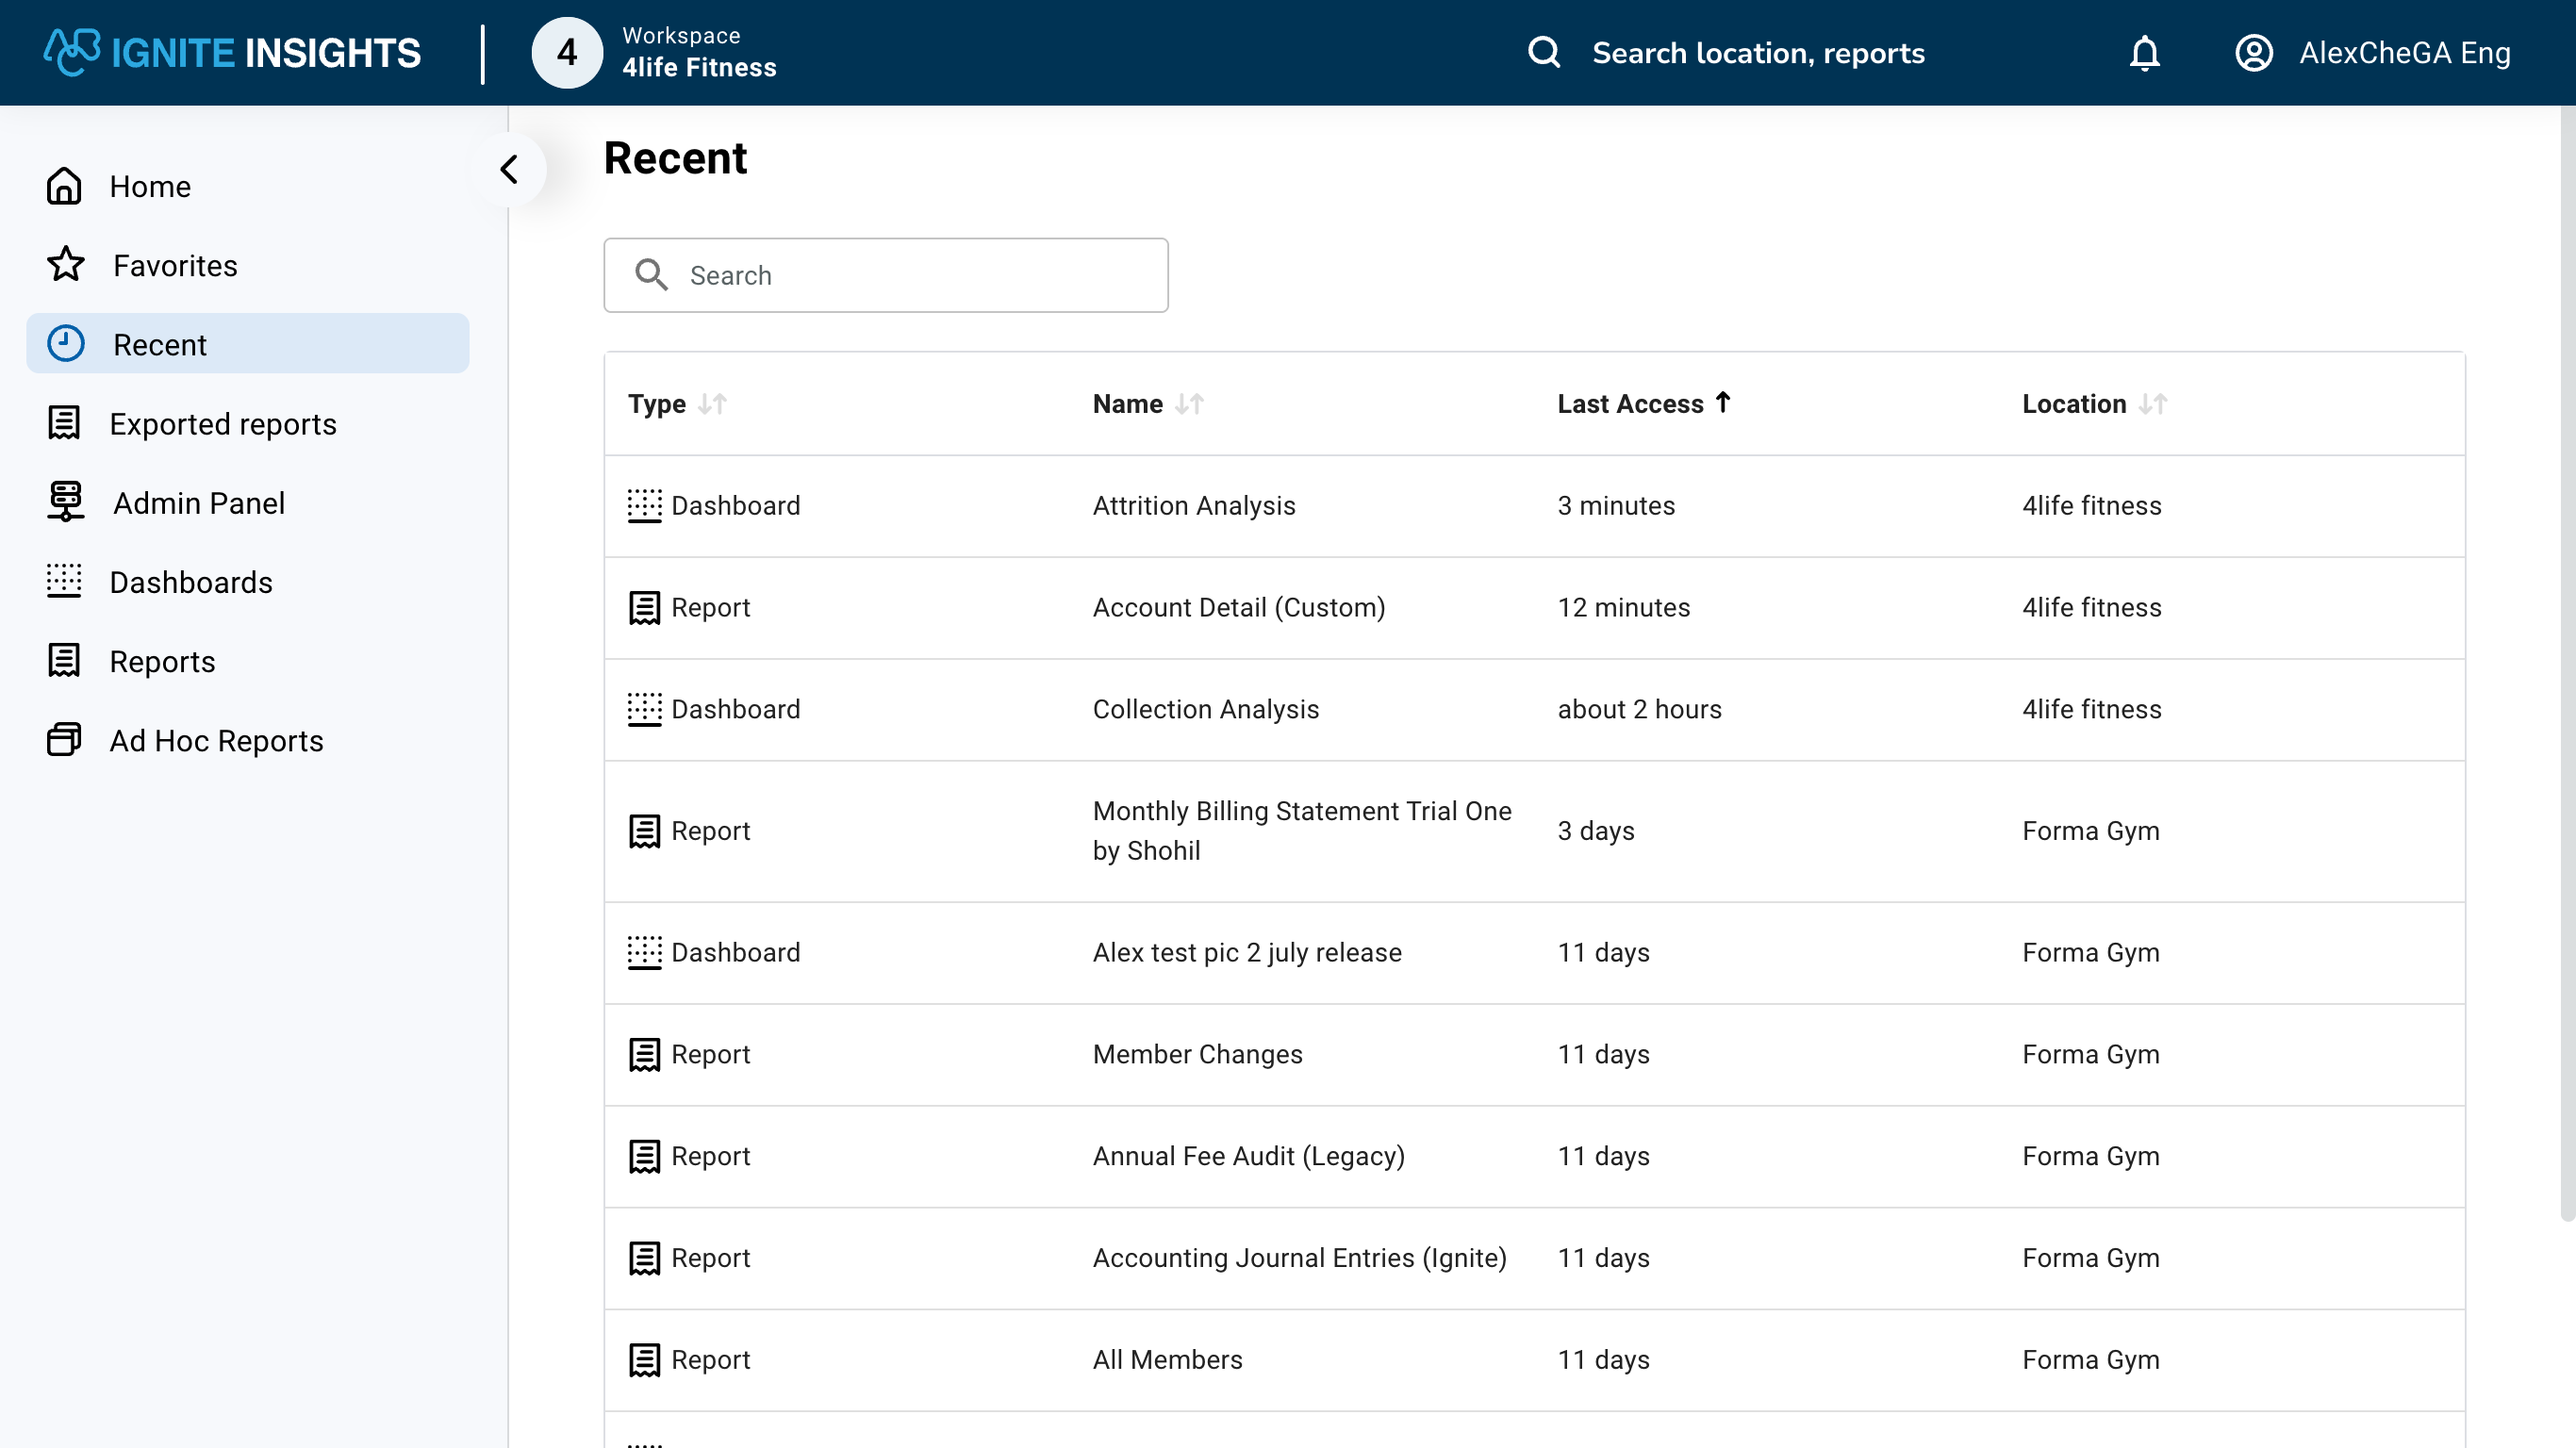 ABC IGNITE INSIGHTS
4
Workspace
4life Fitness
Search location, reports
AlexCheGA Eng
Home
Favorites
Recent
Exported reports
Admin Panel
Dashboards
Reports
Ad Hoc Reports
Recent
Search
Type Name Last Access Location
Dashboard Attrition Analysis 3 minutes 4life fitness
Report Account Detail (Custom) 12 minutes 4life fitness
Dashboard Collection Analysis about 2 hours 4life fitness
Report Monthly Billing Statement Trial One
by Shohil 3 days Forma Gym
Dashboard Alex test pic 2 july release 11 days Forma Gym
Report Member Changes 11 days Forma Gym
Report Annual Fee Audit (Legacy) 11 days Forma Gym
Report Accounting Journal Entries (Ignite) 11 days Forma Gym
Report All Members 11 days Forma Gym